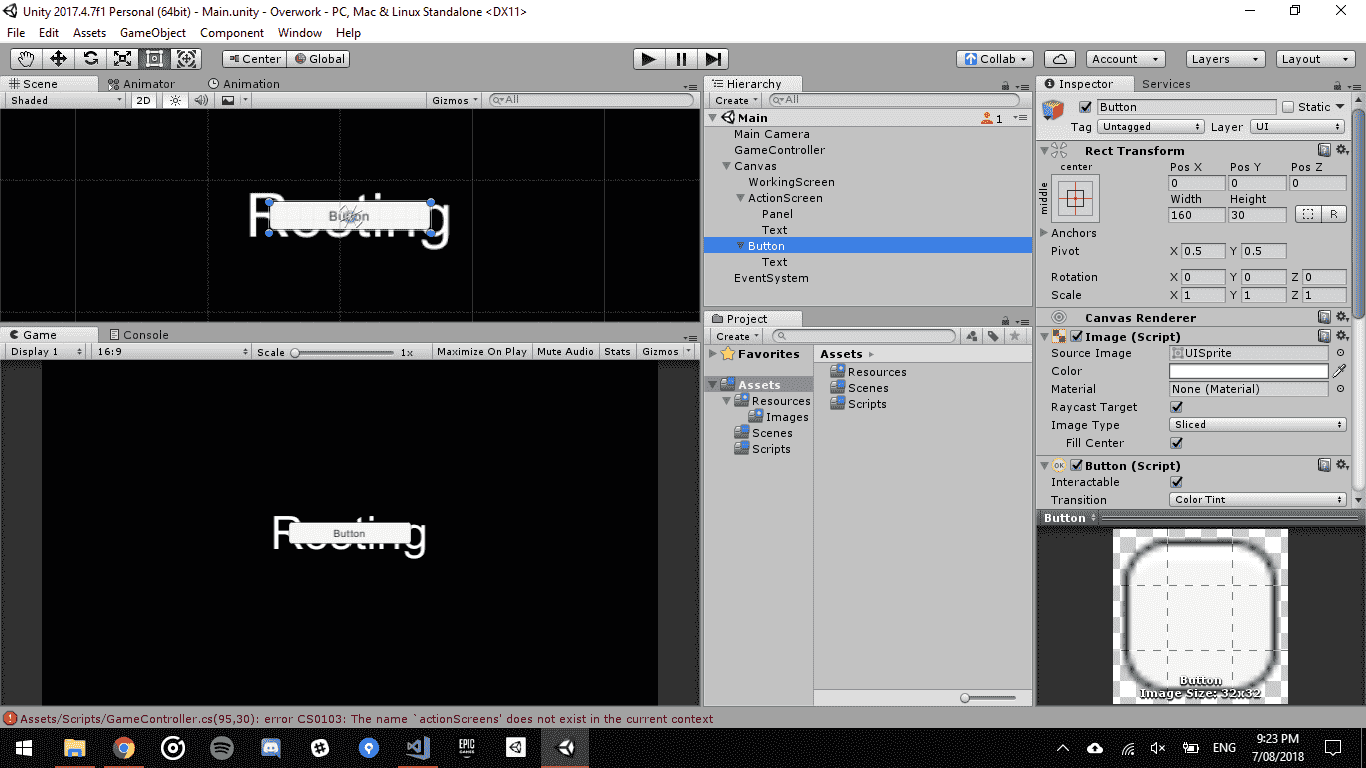 Unity 2017.4.7f1 Personal (64bit) - Main.unity - Overwork - PC, Mac & Linux Standalone <DX11>
File Edit Assets GameObject Component Window Help
Center Global Collab Account Layers Layout
Scene Animator Animation
Shaded 2D Gizmos All
Button
Game Console
Display 1 16:9 Scale 1x Maximize On Play Mute Audio Stats Gizmos
Button
Hierarchy
Create All
Main 1
Main Camera
GameController
Canvas
WorkingScreen
ActionScreen
Panel
Text
Button
Text
EventSystem
Project
Create
Favorites
Assets
Resources
Images
Scenes
Scripts
Assets
Resources
Scenes
Scripts
Inspector Services
Button Static
Tag Untagged Layer UI
Rect Transform
center Pos X Pos Y Pos Z
middle 0 0 0
Width Height
160 30 R
Anchors
Pivot X 0.5 Y 0.5
Rotation X 0 Y 0 Z 0
Scale X 1 Y 1 Z 1
Canvas Renderer
Image (Script)
Source Image UISprite
Color
Material None (Material)
Raycast Target
Image Type Sliced
Fill Center
OK Button (Script)
Interactable
Transition Color Tint
Button
Button
Image Size: 32x32
Assets/Scripts/GameController.cs(95,30): error CS0103: The name `actionScreens' does not exist in the current context
EPIC GAMES
ENG
9:23 PM
7/08/2018